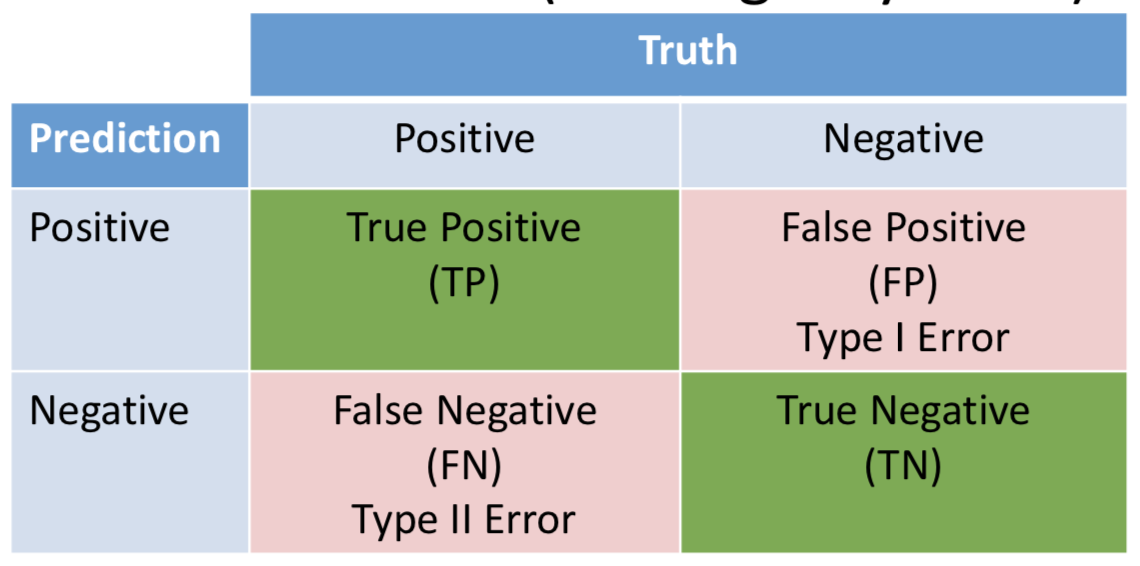 Truth
Prediction Positive Negative
Positive True Positive False Positive
(TP) (FP)
Type I Error
Negative False Negative True Negative
(FN) (TN)
Type II Error